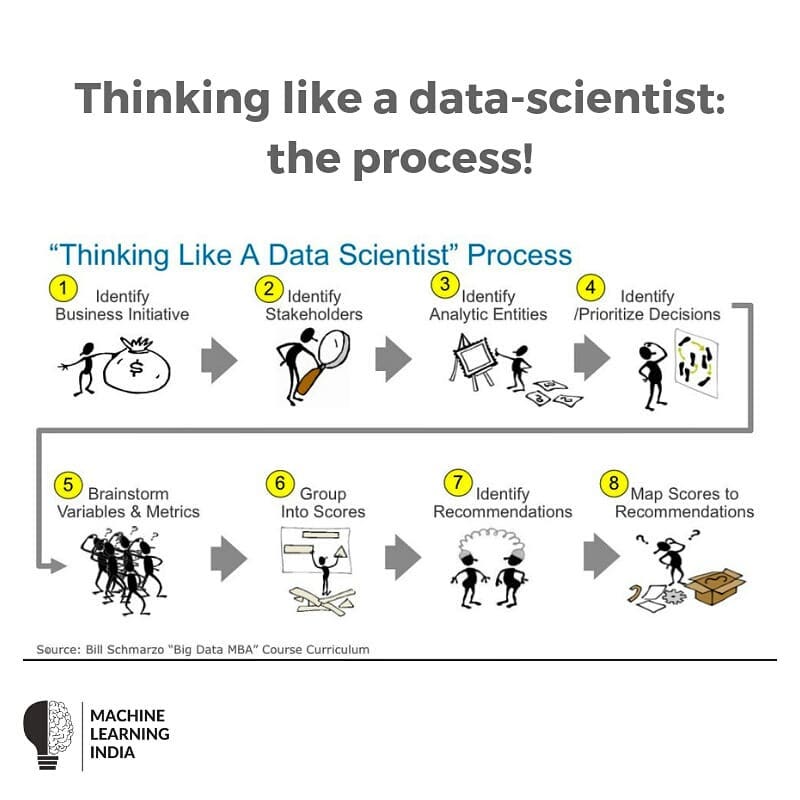 Thinking like a data-scientist:
the process!
“Thinking Like A Data Scientist” Process
1
Identify
Business Initiative
2
Identify
Stakeholders
3
Identify
Analytic Entities
4
Identify
/Prioritize Decisions
$
5
Brainstorm
Variables & Metrics
6
Group
Into Scores
7
Identify
Recommendations
8
Map Scores to
Recommendations
? ? ?
? ?
Source: Bill Schmarzo “Big Data MBA” Course Curriculum
MACHINE
LEARNING
INDIA